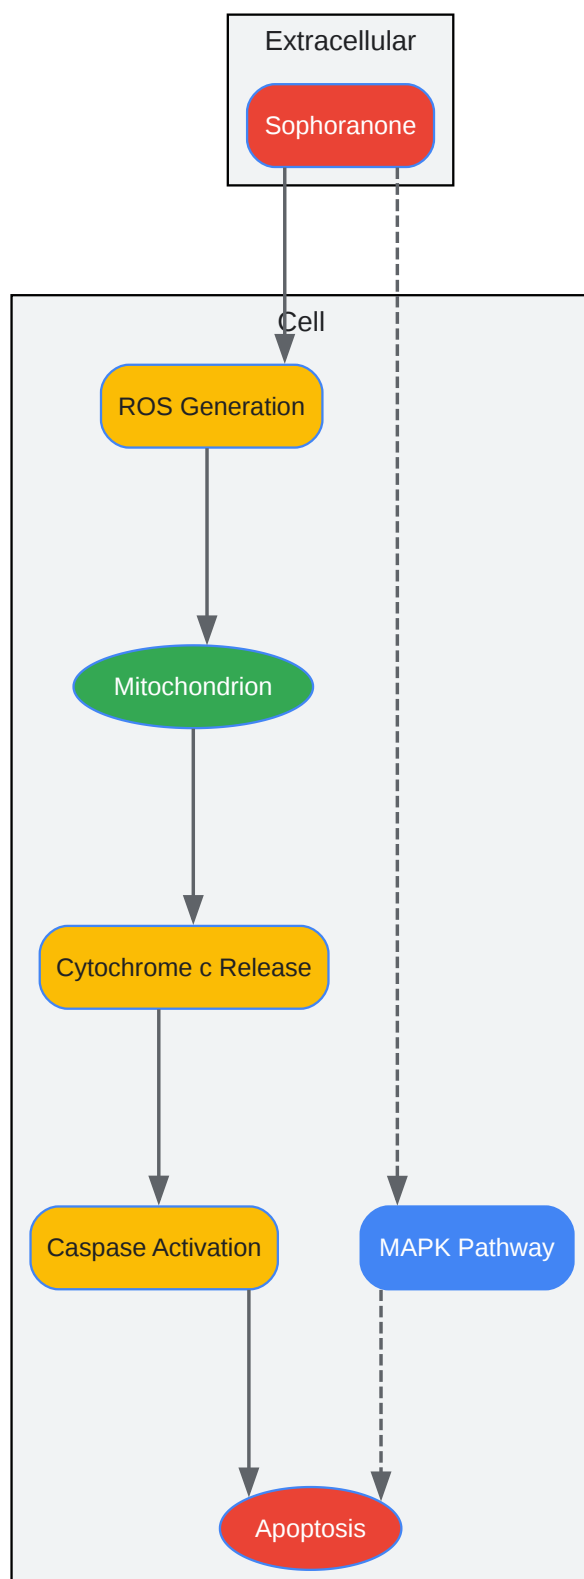 Extracellular
Sophoranone
Cell
ROS Generation
Mitochondrion
Cytochrome c Release
Caspase Activation
MAPK Pathway
Apoptosis